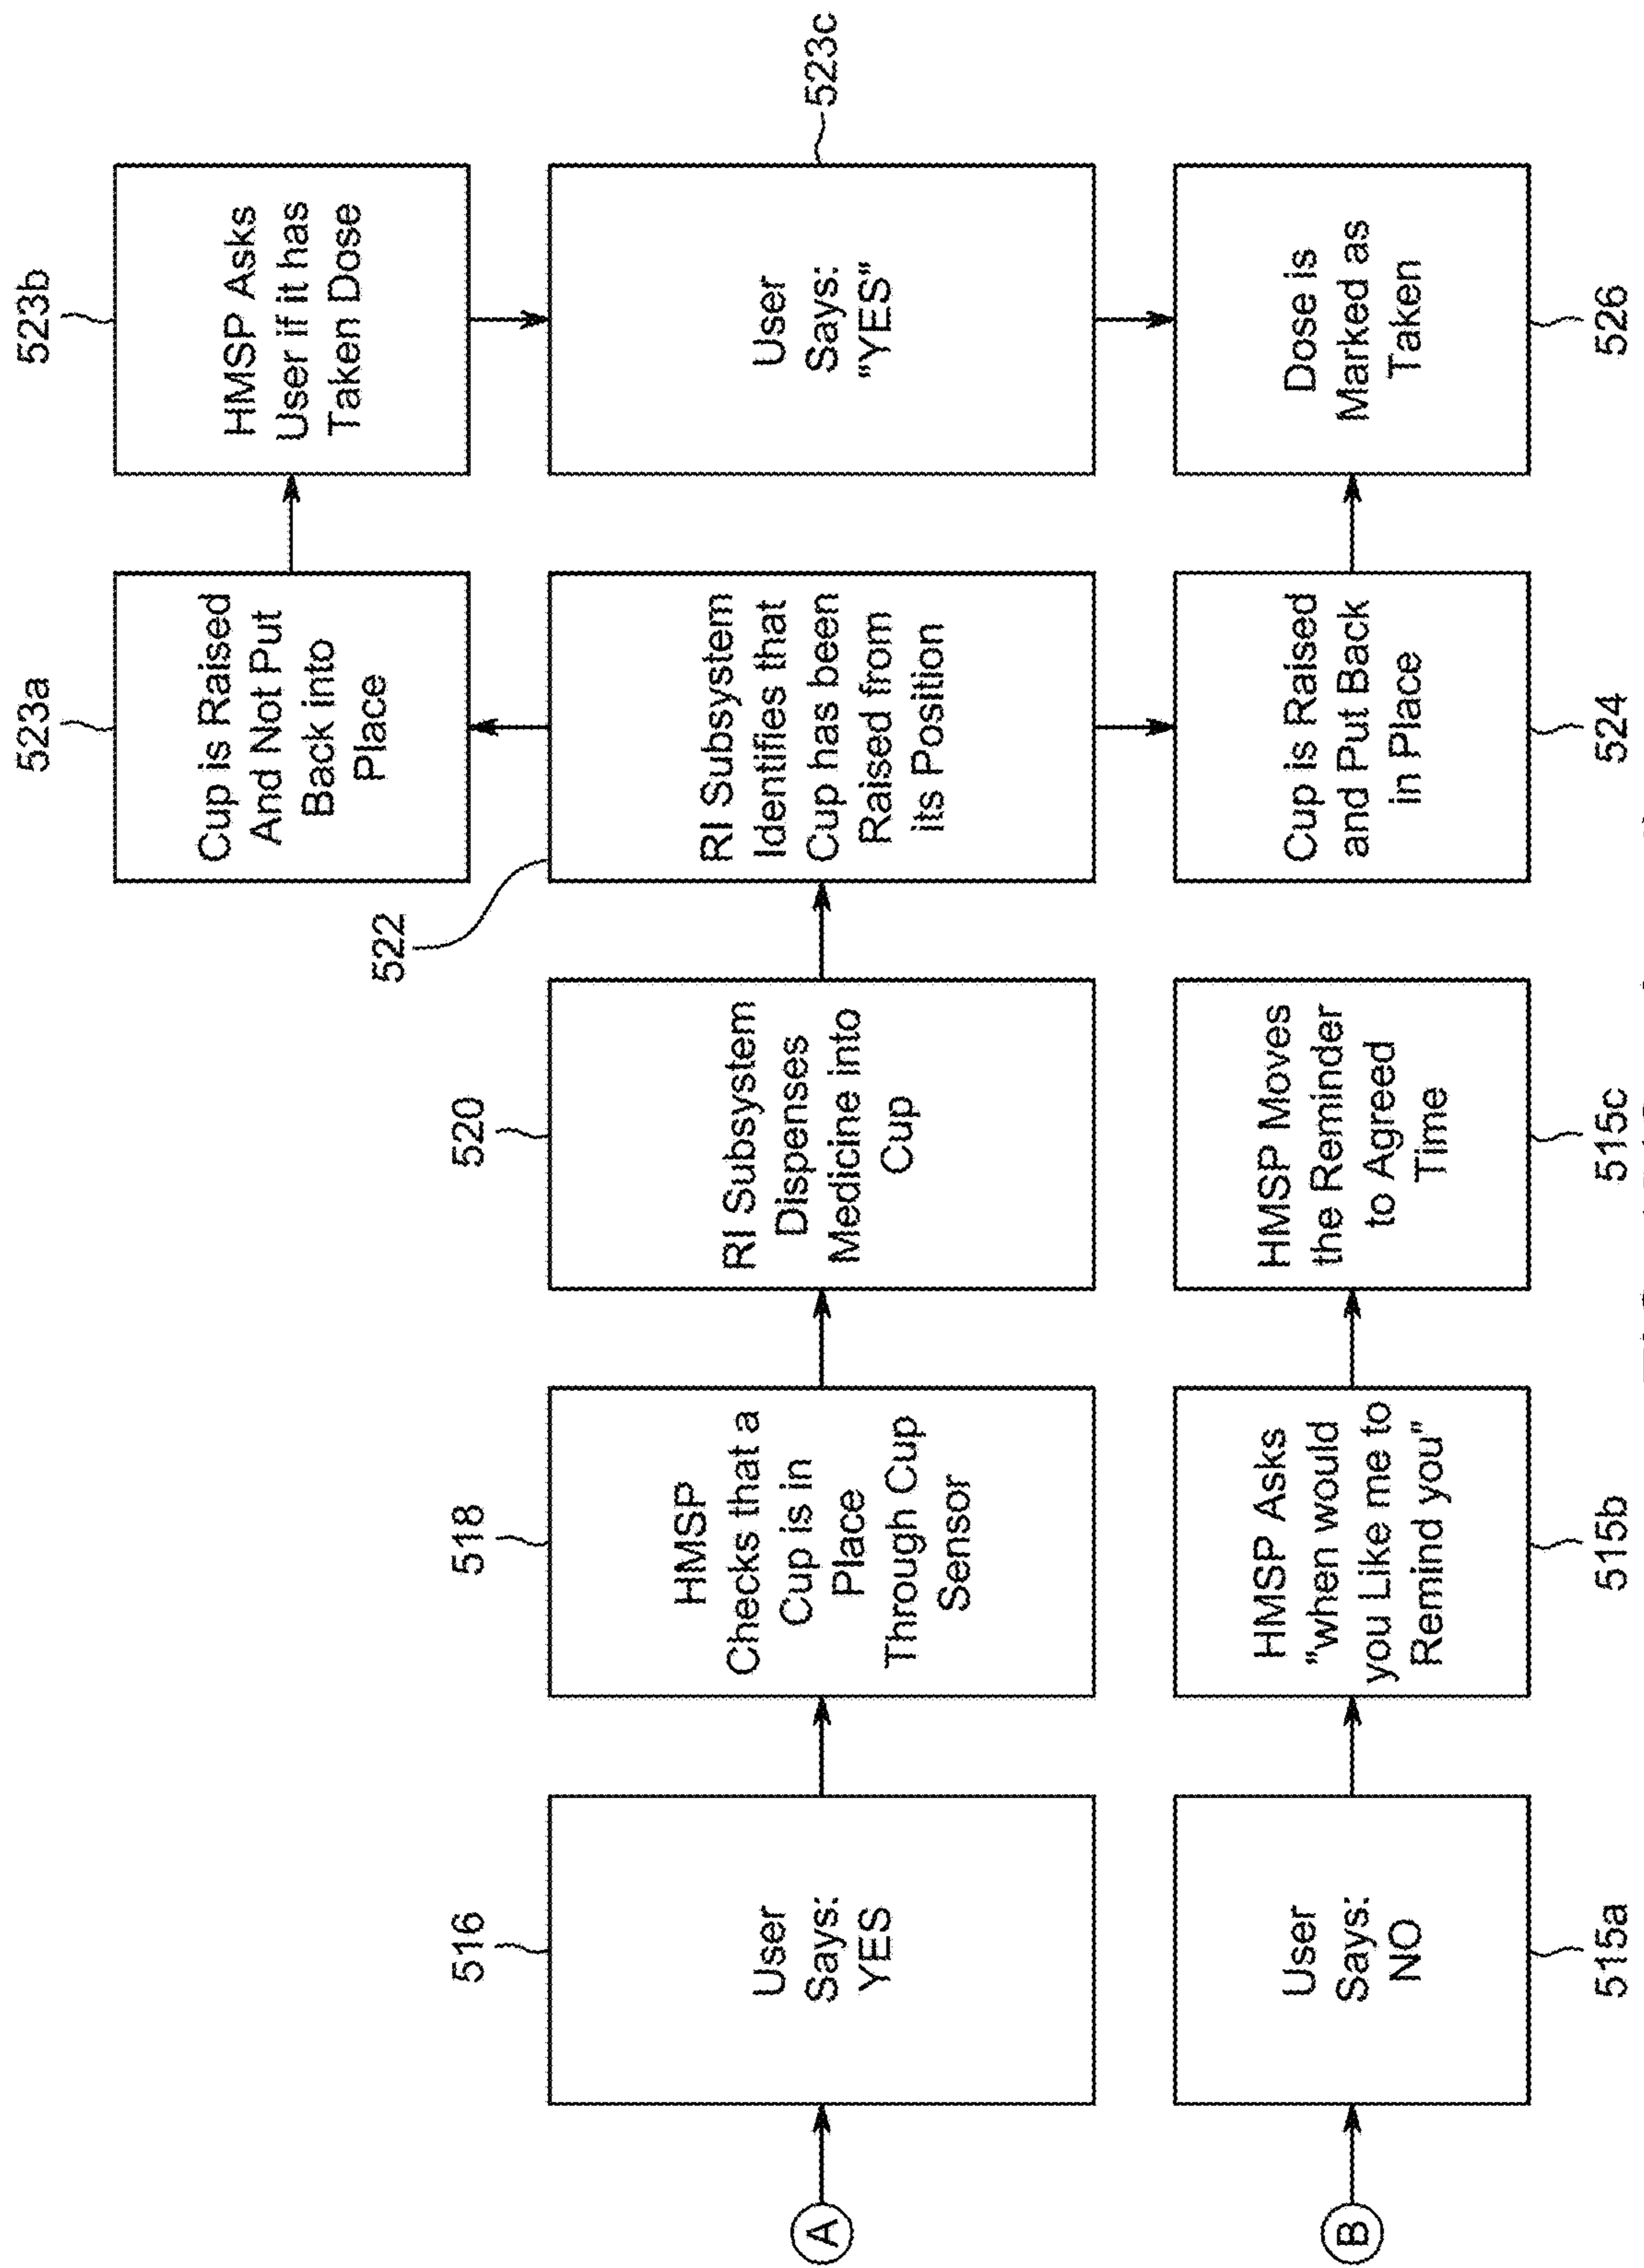 523a
Cup is Raised
And Not Put
Back into
Place
523b
HMSP Asks
User if it has
Taken Dose
A
516
User
Says:
YES
518
HMSP
Checks that a
Cup is in
Place
Through Cup
Sensor
520
RI Subsystem
Dispenses
Medicine into
Cup
522
RI Subsystem
Identifies that
Cup has been
Raised from
its Position
User
Says:
"YES"
523c
B
User
Says:
NO
515a
HMSP Asks
"when would
you Like me to
Remind you"
515b
HMSP Moves
the Reminder
to Agreed
Time
515c
Cup is Raised
and Put Back
in Place
524
Dose is
Marked as
Taken
526